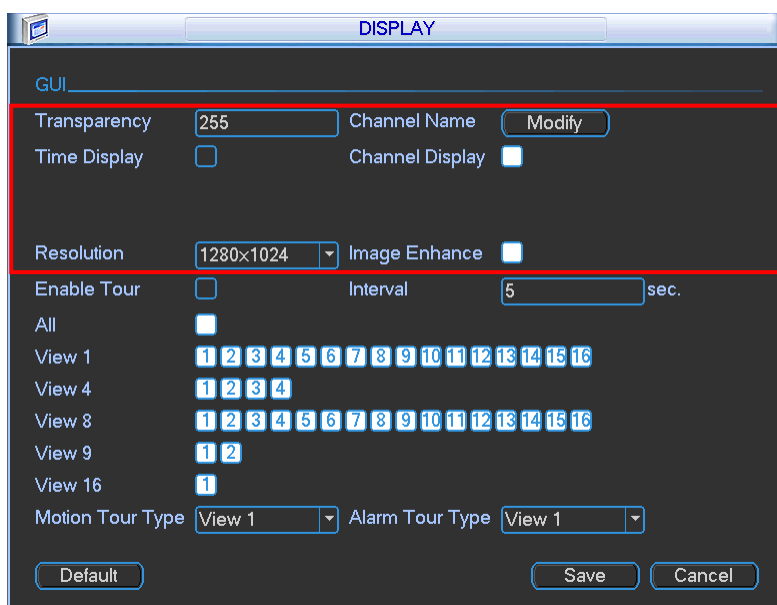 DISPLAY
GUI
Transparency 255 Channel Name Modify
Time Display Channel Display
Resolution 1280×1024 Image Enhance
Enable Tour Interval 5 sec.
All
View 1 1 2 3 4 5 6 7 8 9 10 11 12 13 14 15 16
View 4 1 2 3 4
View 8 1 2 3 4 5 6 7 8 9 10 11 12 13 14 15 16
View 9 1 2
View 16 1
Motion Tour Type View 1 Alarm Tour Type View 1
Default Save Cancel